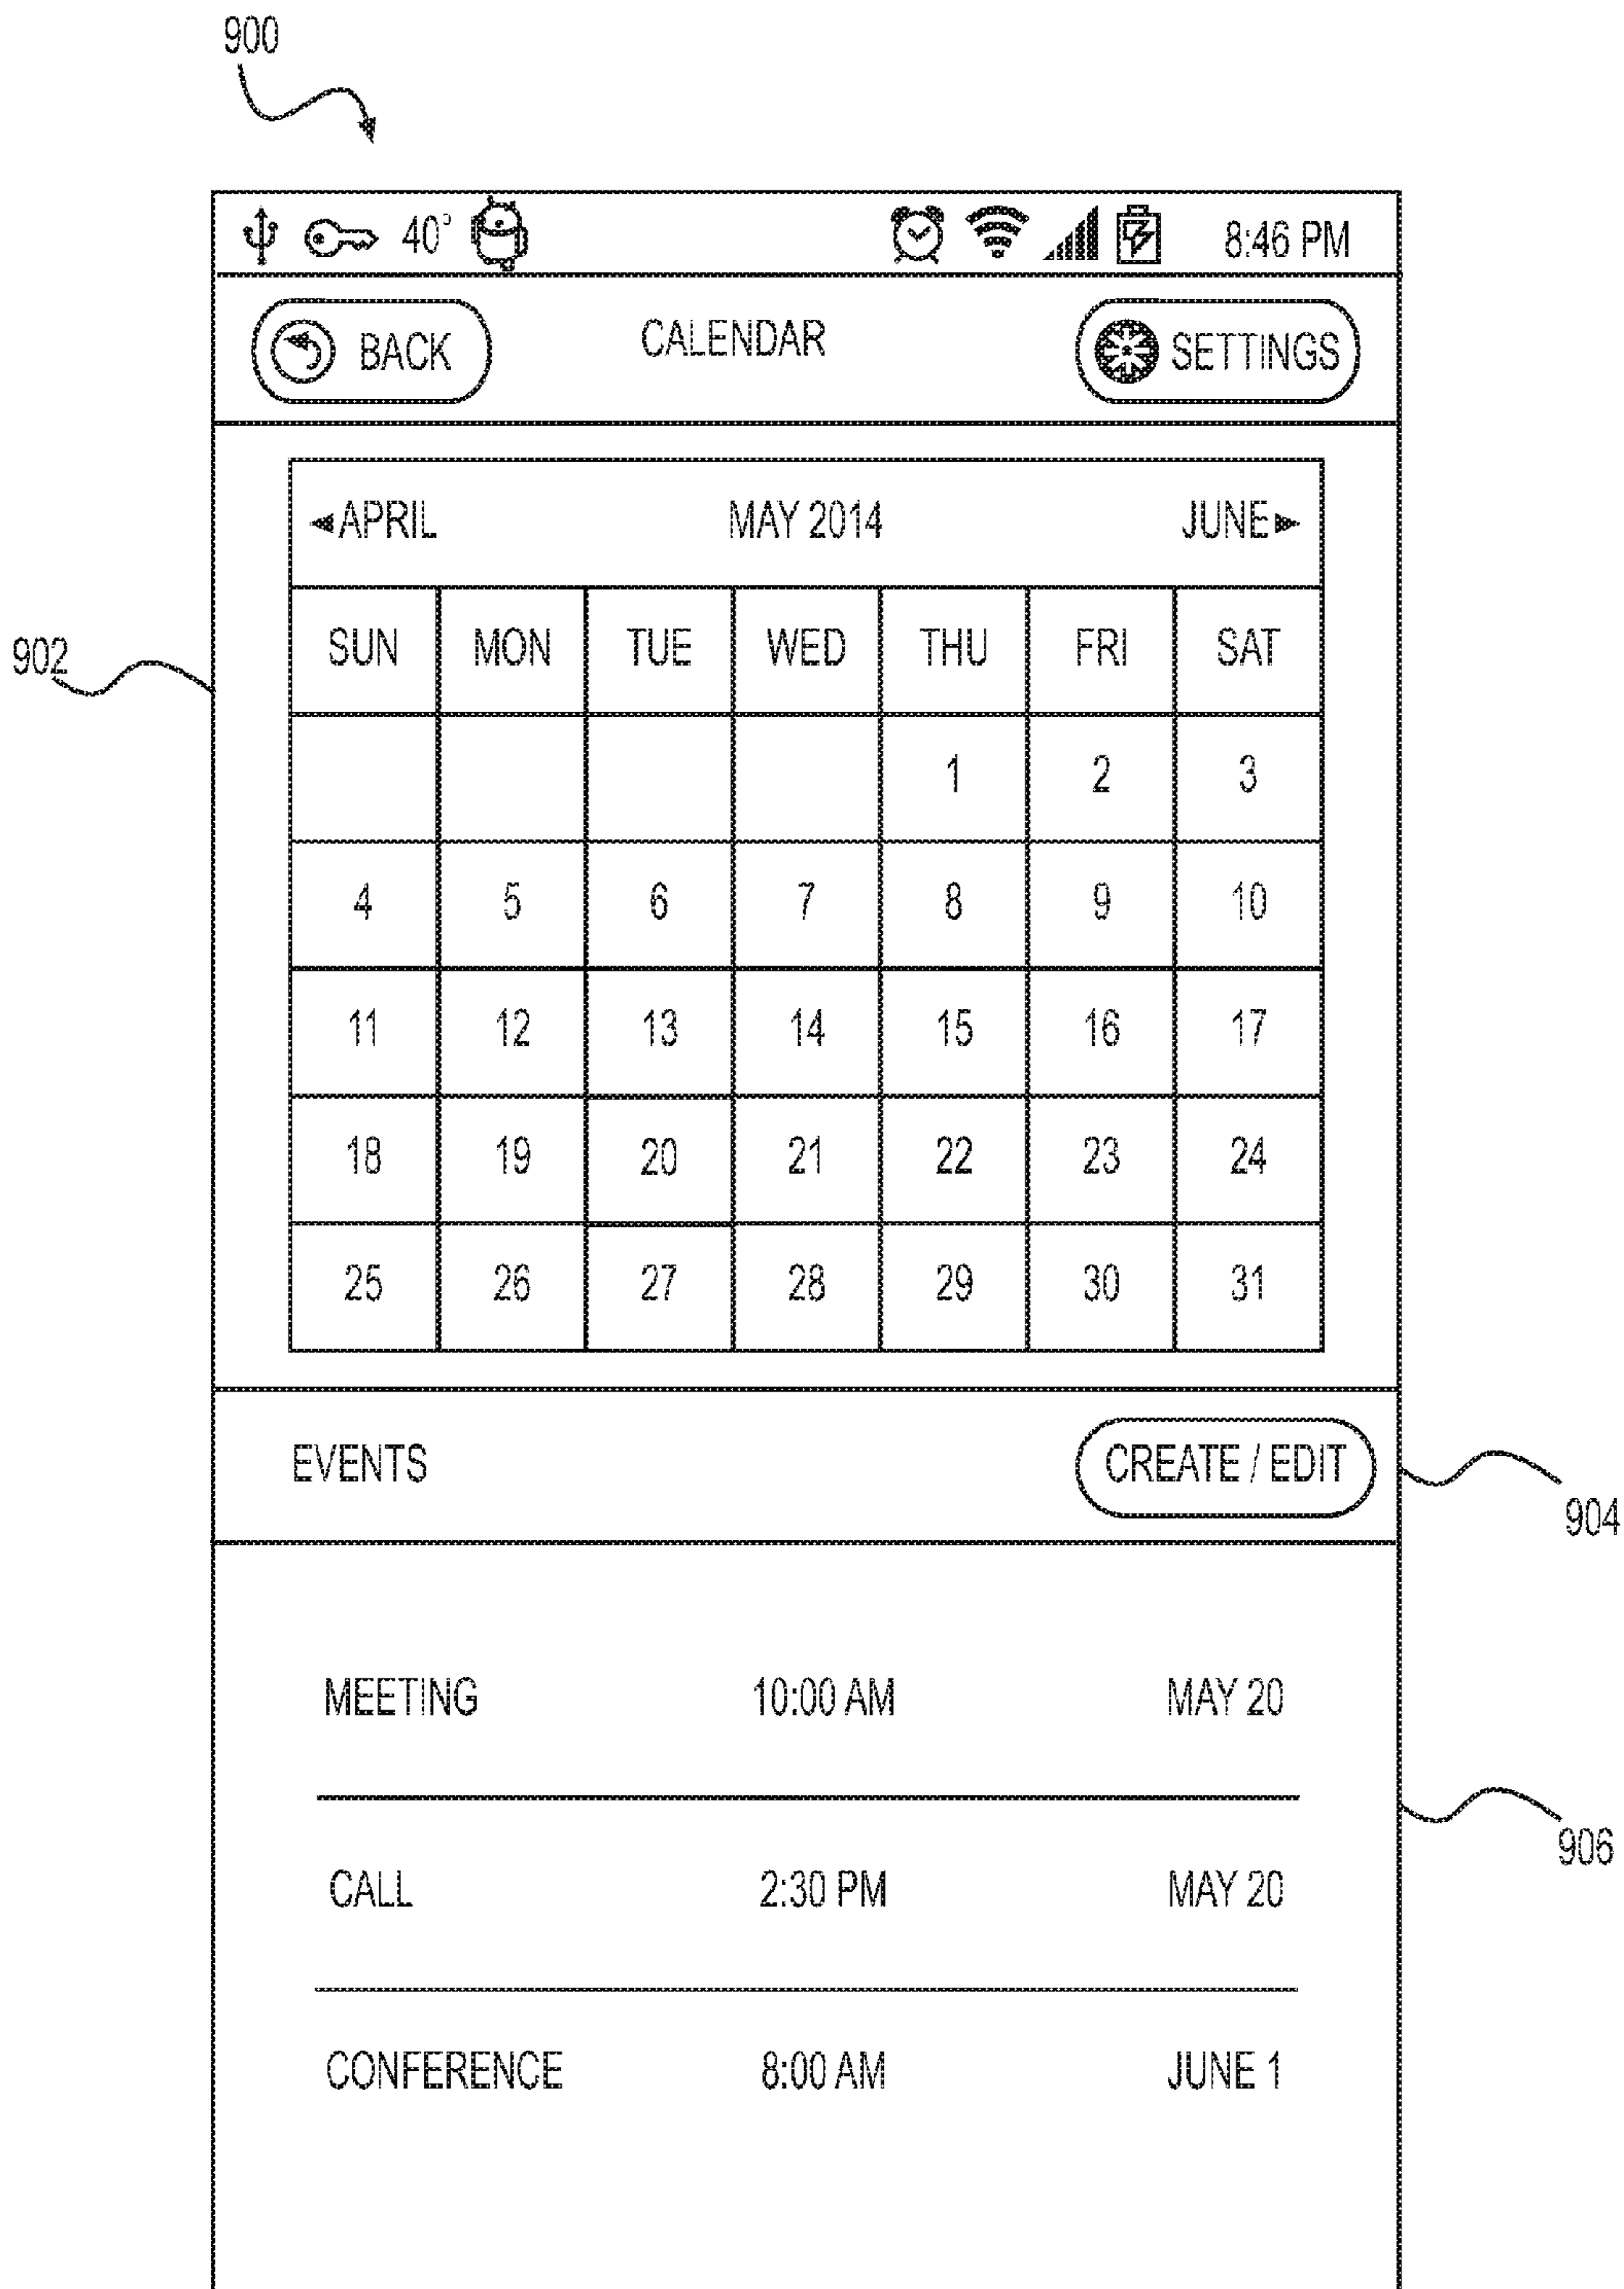 900
40° 8:46 PM
BACK CALENDAR SETTINGS
◄APRIL MAY 2014 JUNE►
902
SUN MON TUE WED THU FRI SAT
1 2 3
4 5 6 7 8 9 10
11 12 13 14 15 16 17
18 19 20 21 22 23 24
25 26 27 28 29 30 31
EVENTS CREATE / EDIT
904
MEETING 10:00 AM MAY 20
906
CALL 2:30 PM MAY 20
CONFERENCE 8:00 AM JUNE 1